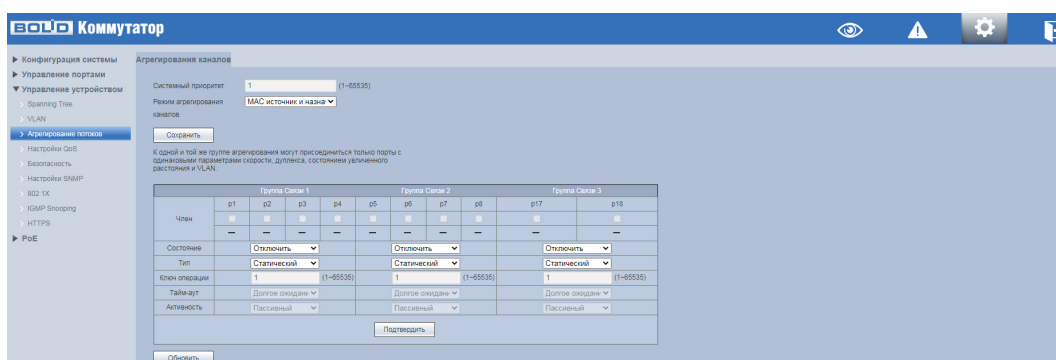 BOLID Коммутатор
Конфигурация системы
Управление портами
Управление устройством
Spanning Tree
VLAN
Агрегирование потоков
Настройки QoS
Безопасность
Настройки SNMP
802.1X
IGMP Snooping
HTTPS
PoE
Агрегирования каналов
Системный приоритет 1 (1~65535)
Режим агрегирования каналов MAC источник и назна
Сохранить
К одной и той же группе агрегирования могут присоединиться только порты с
одинаковыми параметрами скорости, дуплекса, состоянием увеличенного
расстояния и VLAN.
Группа Связи 1 Группа Связи 2 Группа Связи 3
p1 p2 p3 p4 p5 p6 p7 p8 p17 p18
Член
— — — — — — — — — —
Состояние Отключить Отключить Отключить
Тип Статический Статический Статический
Ключ операции 1 (1~65535) 1 (1~65535) 1 (1~65535)
Тайм-аут Долгое ожидани Долгое ожидани Долгое ожидани
Активность Пассивный Пассивный Пассивный
Подтвердить
Обновить